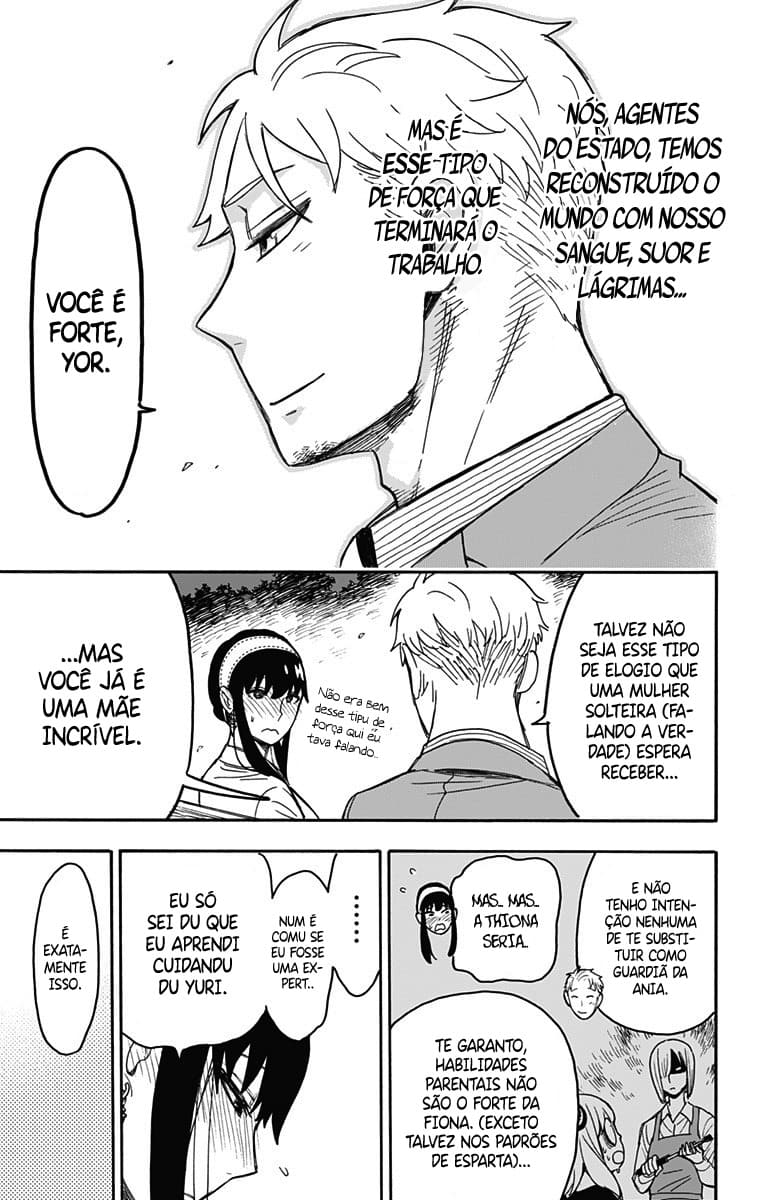 NÓS, AGENTES
DO ESTADO, TEMOS
RECONSTRUÍDO O
MUNDO COM NOSSO
SANGUE, SUOR E
LÁGRIMAS...
MAS É
ESSE TIPO
DE FORÇA QUE
TERMINARÁ O
TRABALHO.
VOCÊ É
FORTE,
YOR.
TALVEZ NÃO
SEJA ESSE TIPO
DE ELOGIO QUE
UMA MULHER
SOLTEIRA (FA-
LANDO A VER-
DADE) ESPERA
RECEBER...
Não era bem
desse tipu de
força qui eu
tava falando...
...MAS
VOCÊ JÁ É
UMA MÃE
INCRÍVEL.
E NÃO
TENHO INTEN-
ÇÃO NENHUMA
DE TE SUBSTI-
TUIR COMO
GUARDIÃ DA
ANIA.
MAS... MAS...
A THIONA
SERIA...
TE GARANTO,
HABILIDADES
PARENTAIS NÃO
SÃO O FORTE DA
FIONA. (EXCETO
TALVEZ NOS PADRÕES
DE ESPARTA)...
......
NUM É
COMU SE
EU FOSSE
UMA EX-
PERT..
EU SÓ
SEI DU QUE
EU APRENDI
CUIDANDU
DU YURI.
É
EXATA-
MENTE
ISSO.